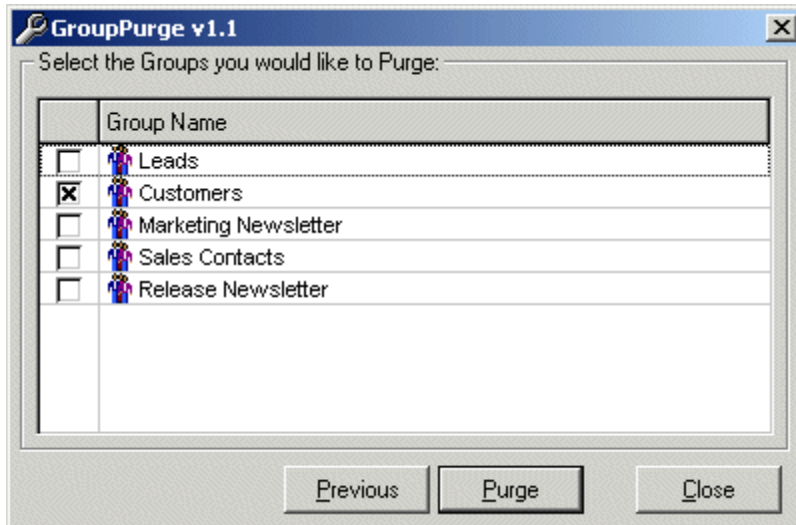 GroupPurge v1.1
Select the Groups you would like to Purge:
Group Name
Leads
Customers
Marketing Newsletter
Sales Contacts
Release Newsletter
Previous Purge Close